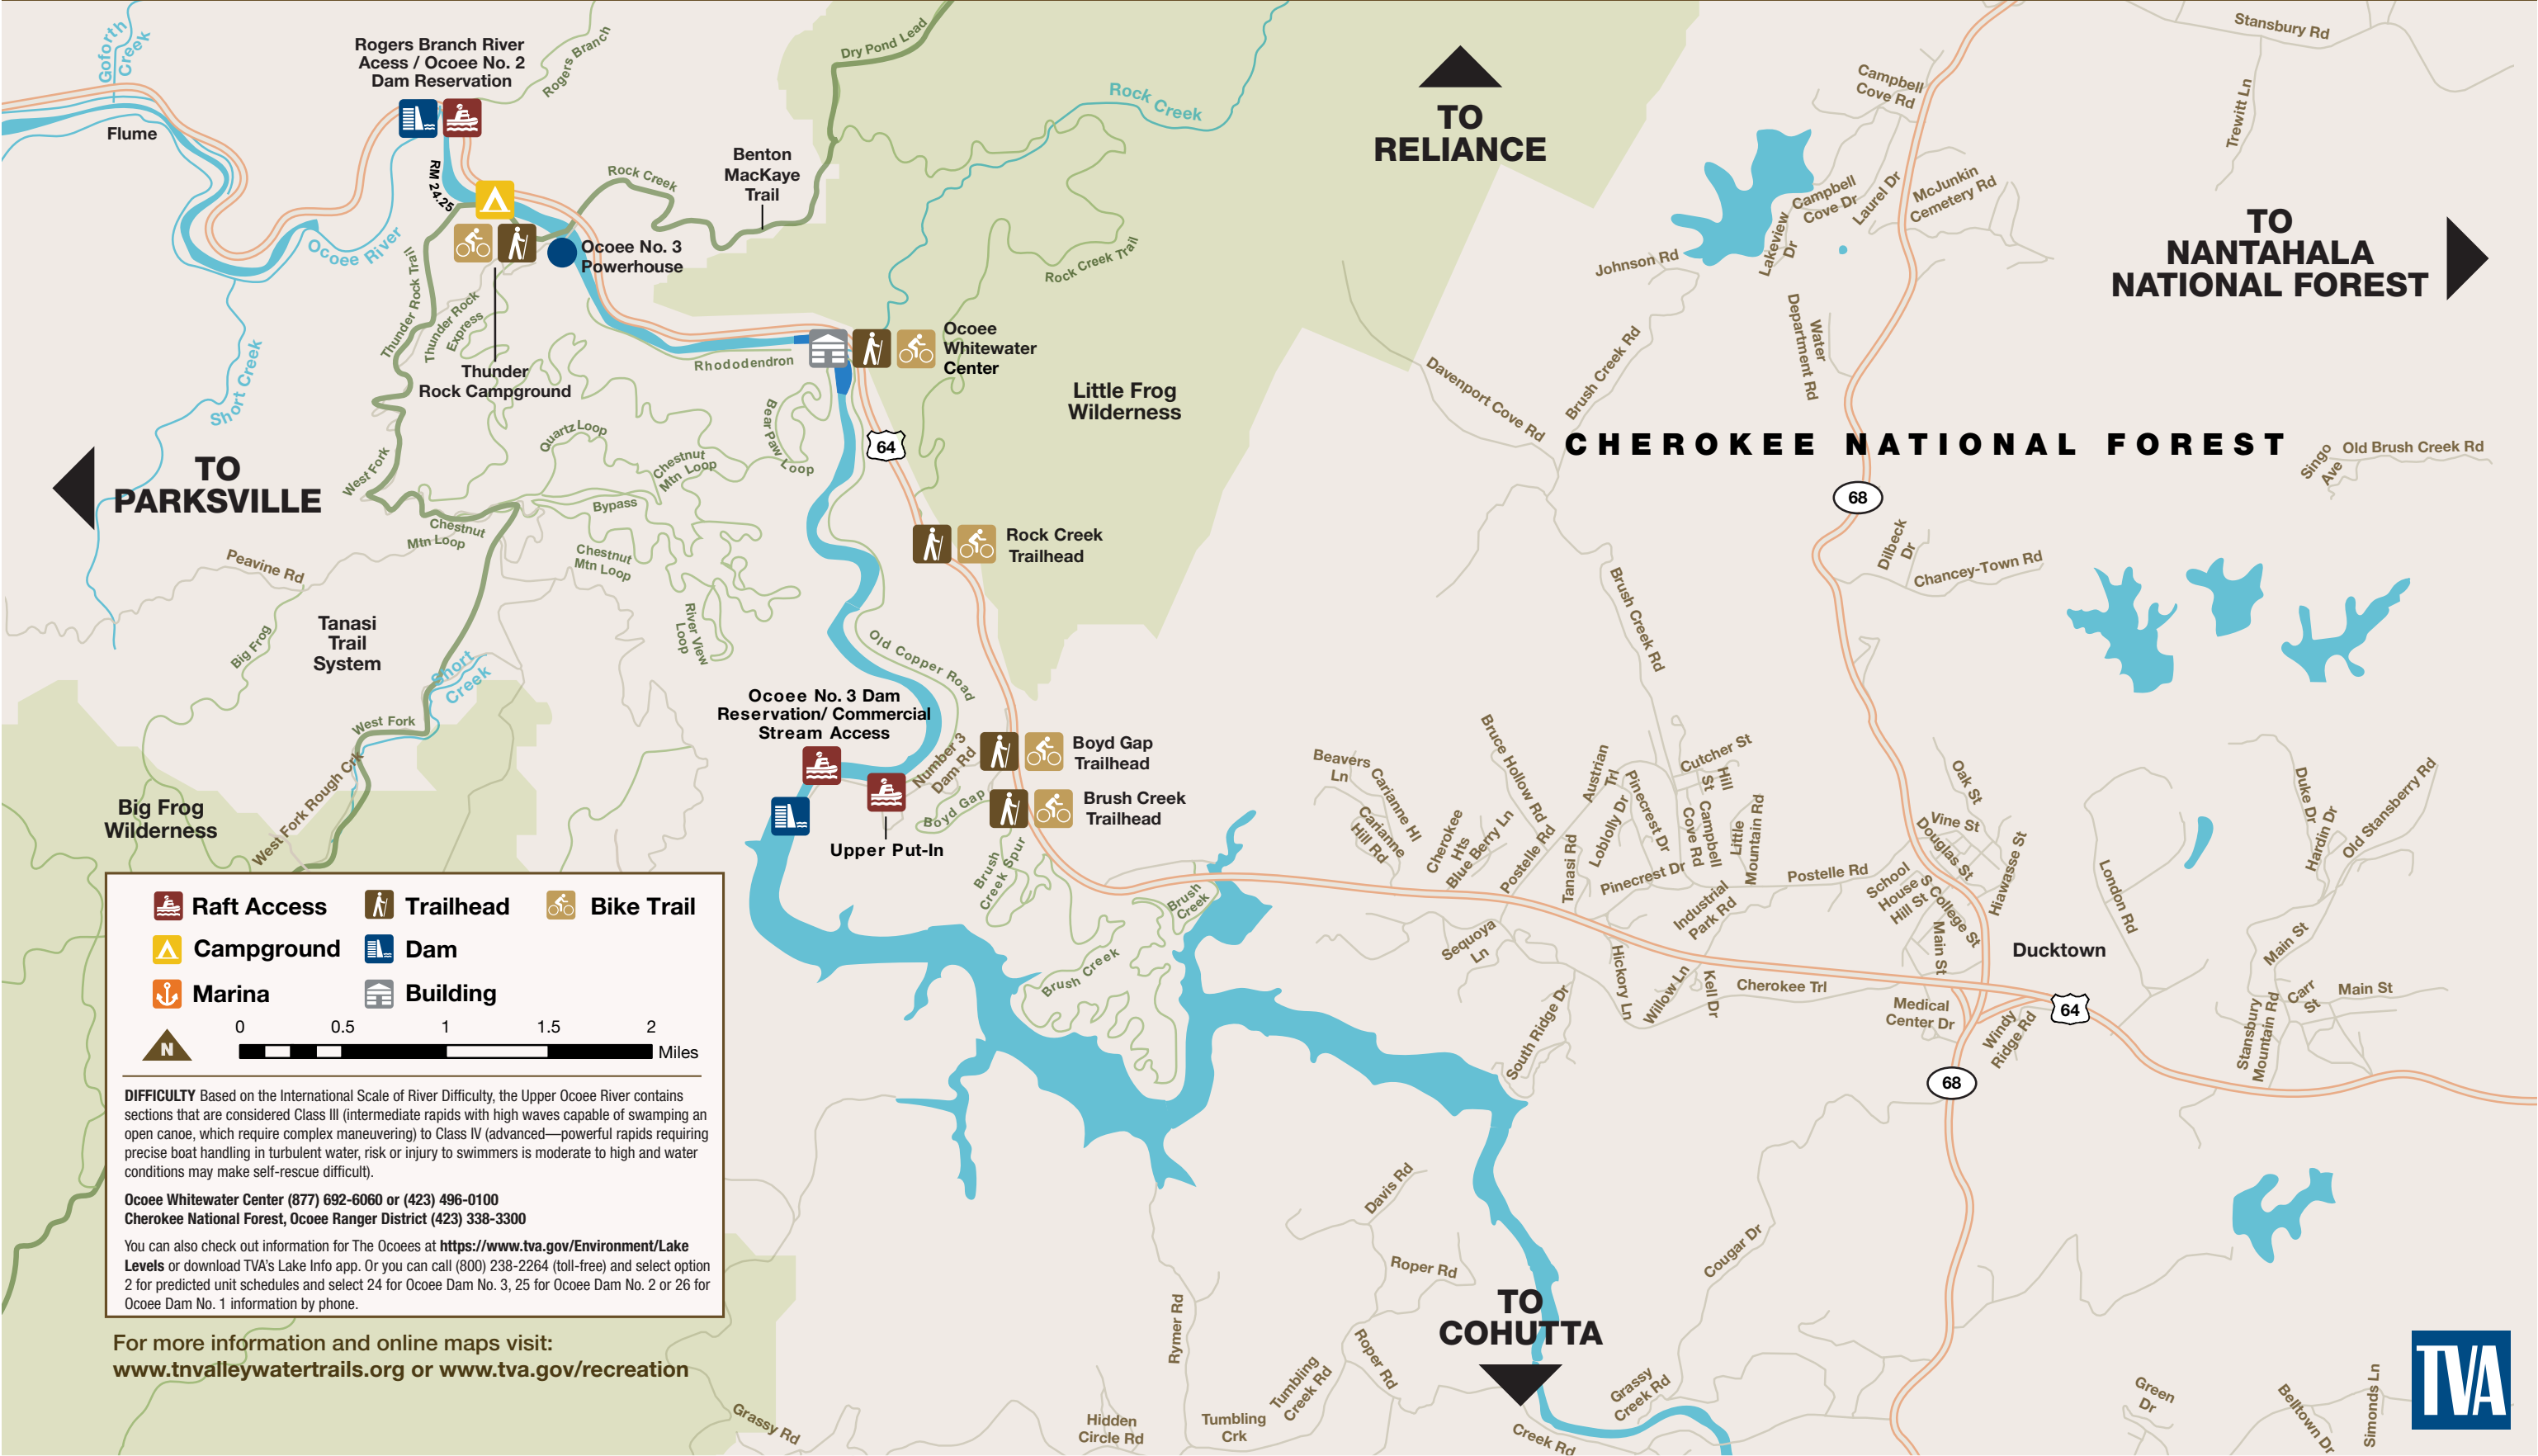 Goforth
Creek
Rogers Branch River
Acess / Ocoee No. 2
Dam Reservation
Rogers Branch
Dry Pond Lead
Rock Creek
Flume
RM 24.25
Benton
MacKaye
Trail
Rock Creek
Ocoee River
Ocoee No. 3
Powerhouse
Rock Creek Trail
Thunder Rock Trail
Thunder Rock
Express
Thunder
Rock Campground
Rhododendron
Ocoee
Whitewater
Center
Little Frog
Wilderness
64
Short Creek
TO
PARKSVILLE
West Fork
Quartz Loop
Chestnut
Mtn Loop
Bear Paw Loop
Bypass
Chestnut
Mtn Loop
Chestnut
Mtn Loop
Peavine Rd
Rock Creek
Trailhead
Tanasi
Trail
System
Big Frog
River View
Loop
Old Copper Road
Short
Creek
West Fork
West Fork Rough Crk
Big Frog
Wilderness
Ocoee No. 3 Dam
Reservation/ Commercial
Stream Access
Number 3
Dam Rd
Boyd Gap
Trailhead
Boyd Gap
Brush Creek
Trailhead
Upper Put-In
Brush
Creek Spur
Brush
Creek
Brush Creek
TO
RELIANCE
TO
NANTAHALA
NATIONAL FOREST
CHEROKEE NATIONAL FOREST
Stansbury Rd
Trewitt Ln
Campbell
Cove Rd
Campbell
Cove Dr
Laurel Dr
McJunkin
Cemetery Rd
Lakeview
Dr
Johnson Rd
Water
Department Rd
Brush Creek Rd
Davenport Cove Rd
68
Singo
Ave
Old Brush Creek Rd
Dilbeck
Dr
Chancey-Town Rd
Brush Creek Rd
Beavers
Ln
Carianne Hl
Carianne
Hill Rd
Bruce Hollow Rd
Cherokee
Hts
Blue Berry Ln
Postelle Rd
Austrian
Trl
Loblolly Dr
Pinecrest Dr
Cutcher St
Hill
St
Campbell
Cove Rd
Little
Mountain Rd
Tanasi Rd
Pinecrest Dr
Industrial
Park Rd
Postelle Rd
School
House
Hill St
S College St
Oak St
Vine St
Douglas St
Hiawasse St
Main St
Ducktown
London Rd
Duke Dr
Hardin Dr
Old Stansberry Rd
Main St
Carr
St
Main St
Stansbury
Mountain Rd
Sequoya
Ln
Hickory Ln
Willow Ln
Kell Dr
Cherokee Trl
Medical
Center Dr
Windy
Ridge Rd
64
68
South Ridge Dr
Davis Rd
Roper Rd
Cougar Dr
TO
COHUTTA
Rymer Rd
Roper Rd
Tumbling
Creek Rd
Grassy
Creek Rd
Grassy Rd
Hidden
Circle Rd
Tumbling
Crk
Creek Rd
Green
Dr
Belltown Dr
Simonds Ln
Raft Access
Trailhead
Bike Trail
Campground
Dam
Marina
Building
N
0 0.5 1 1.5 2
Miles
DIFFICULTY Based on the International Scale of River Difficulty, the Upper Ocoee River contains
sections that are considered Class III (intermediate rapids with high waves capable of swamping an
open canoe, which require complex maneuvering) to Class IV (advanced—powerful rapids requiring
precise boat handling in turbulent water, risk or injury to swimmers is moderate to high and water
conditions may make self-rescue difficult).
Ocoee Whitewater Center (877) 692-6060 or (423) 496-0100
Cherokee National Forest, Ocoee Ranger District (423) 338-3300
You can also check out information for The Ocoees at https://www.tva.gov/Environment/Lake
Levels or download TVA's Lake Info app. Or you can call (800) 238-2264 (toll-free) and select option
2 for predicted unit schedules and select 24 for Ocoee Dam No. 3, 25 for Ocoee Dam No. 2 or 26 for
Ocoee Dam No. 1 information by phone.
For more information and online maps visit:
www.tnvalleywatertrails.org or www.tva.gov/recreation
TVA